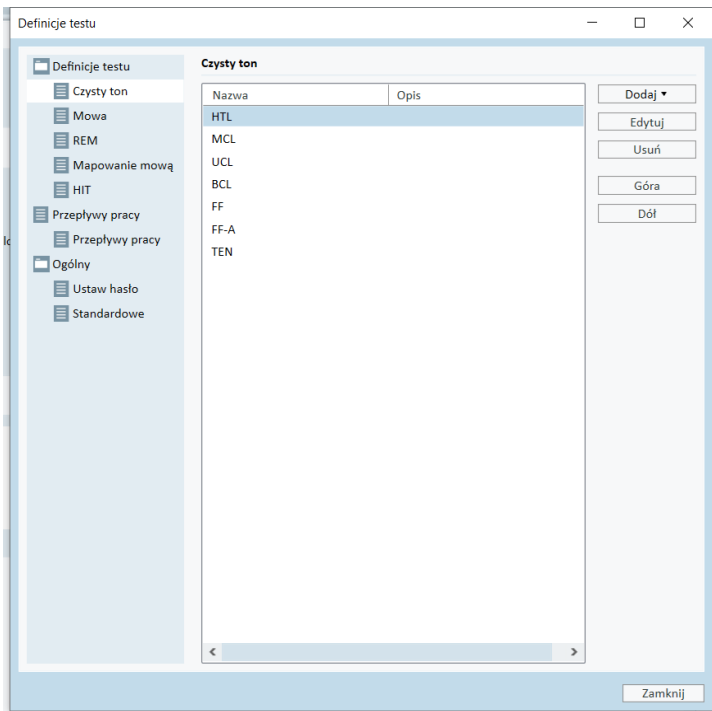 Definicje testu
Definicje testu
Czysty ton
Mowa
REM
Mapowanie mową
HIT
Przepływy pracy
Przepływy pracy
Ogólny
Ustaw hasło
Standardowe
Czysty ton
Nazwa Opis
HTL
MCL
UCL
BCL
FF
FF-A
TEN
Dodaj
Edytuj
Usuń
Góra
Dół
Zamknij